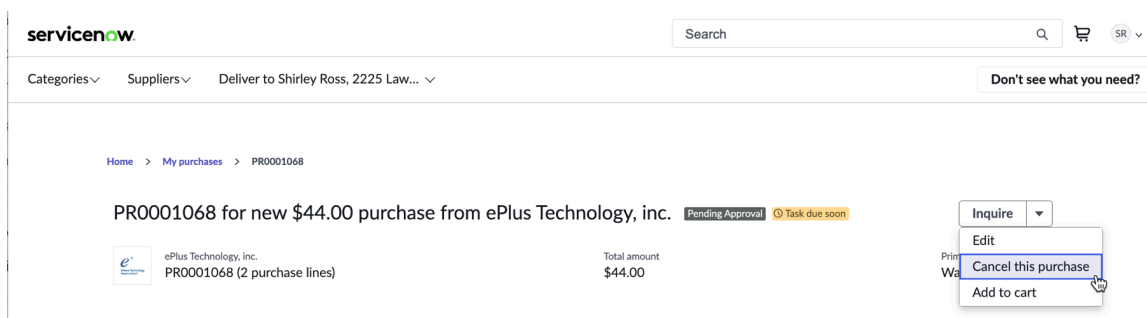 servicenow.
Search
SR
Categories
Suppliers
Deliver to Shirley Ross, 2225 Law...
Don't see what you need?
Home > My purchases > PR0001068
PR0001068 for new $44.00 purchase from ePlus Technology, inc.
Pending Approval
Task due soon
Inquire
Edit
Cancel this purchase
Add to cart
ePlus Technology, inc.
PR0001068 (2 purchase lines)
Total amount
$44.00
Prim
Wa